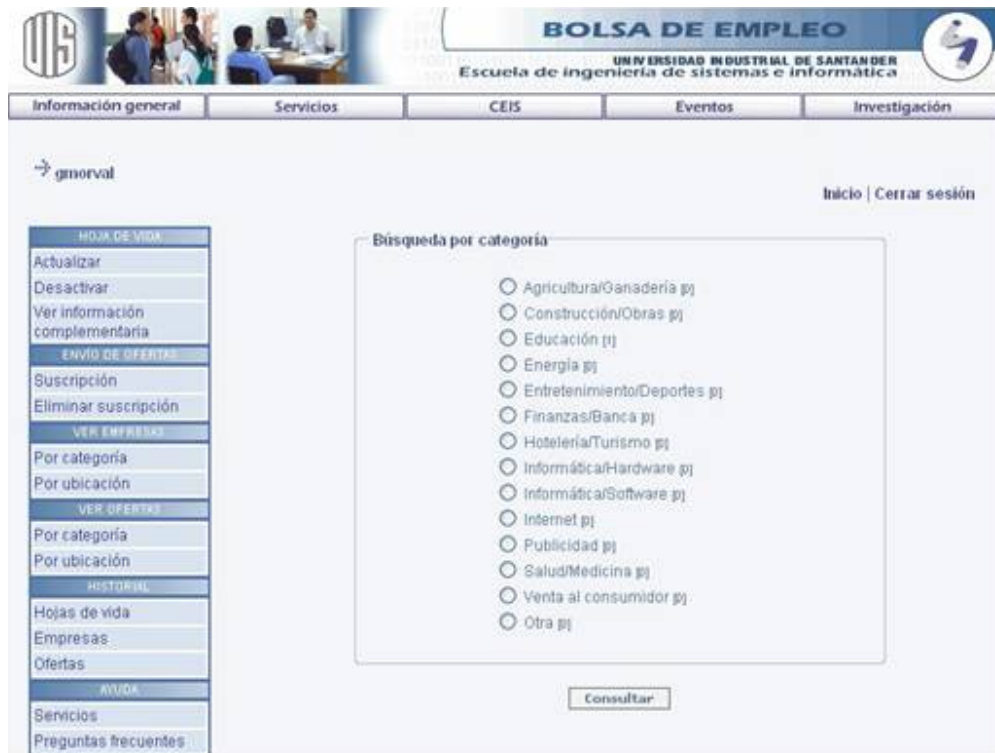 UIS
BOLSA DE EMPLEO
UNIVERSIDAD INDUSTRIAL DE SANTANDER
Escuela de ingeniería de sistemas e informática
Información general
Servicios
CEIS
Eventos
Investigación
gmorval
Inicio | Cerrar sesión
HOJA DE VIDA
Actualizar
Desactivar
Ver información
complementaria
ENVÍO DE OFERTAS
Suscripción
Eliminar suscripción
VER EMPRESAS
Por categoría
Por ubicación
VER OFERTAS
Por categoría
Por ubicación
HISTORIAL
Hojas de vida
Empresas
Ofertas
AYUDA
Servicios
Preguntas frecuentes
Búsqueda por categoría
Agricultura/Ganadería
Construcción/Obras
Educación [1]
Energía
Entretenimiento/Deportes
Finanzas/Banca
Hotelería/Turismo
Informática/Hardware
Informática/Software
Internet
Publicidad
Salud/Medicina
Venta al consumidor
Otra
Consultar